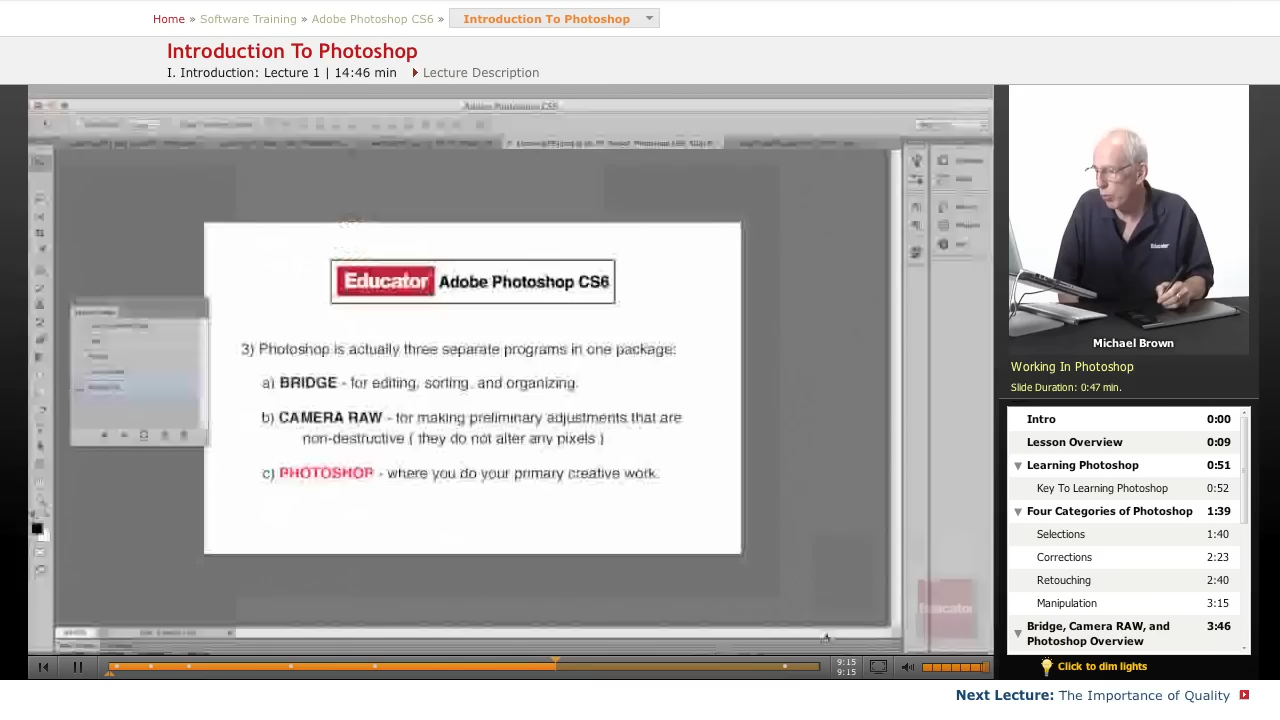 Home » Software Training » Adobe Photoshop CS6 » Introduction To Photoshop
Introduction To Photoshop
I. Introduction: Lecture 1 | 14:46 min Lecture Description
Adobe Photoshop CS6
Educator Adobe Photoshop CS6
3) Photoshop is actually three separate programs in one package:
a) BRIDGE - for editing, sorting, and organizing.
b) CAMERA RAW - for making preliminary adjustments that are
non-destructive ( they do not alter any pixels )
c) PHOTOSHOP - where you do your primary creative work.
Educator
9:15
9:15
Educator
Michael Brown
Working In Photoshop
Slide Duration: 0:47 min.
Intro 0:00
Lesson Overview 0:09
Learning Photoshop 0:51
Key To Learning Photoshop 0:52
Four Categories of Photoshop 1:39
Selections 1:40
Corrections 2:23
Retouching 2:40
Manipulation 3:15
Bridge, Camera RAW, and 3:46
Photoshop Overview
Click to dim lights
Next Lecture: The Importance of Quality